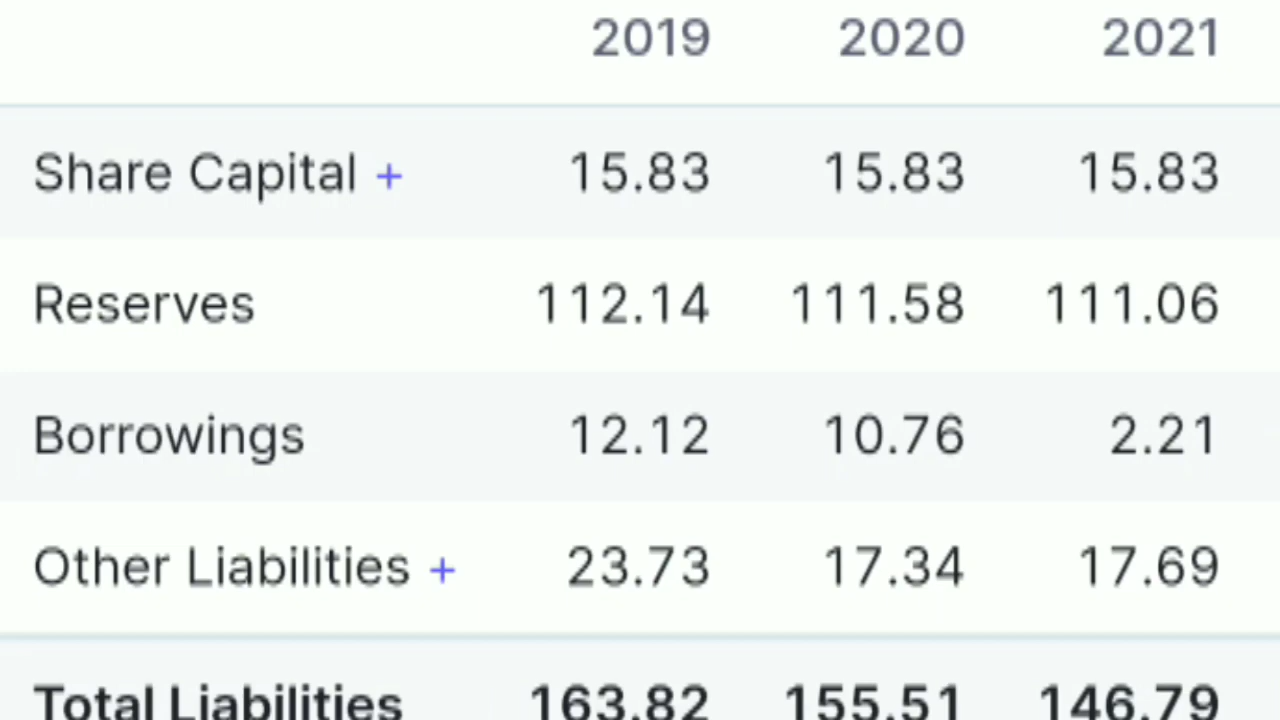 2019 2020 2021
Share Capital + 15.83 15.83 15.83
Reserves 112.14 111.58 111.06
Borrowings 12.12 10.76 2.21
Other Liabilities + 23.73 17.34 17.69
Total Liabilities 163.82 155.51 146.79